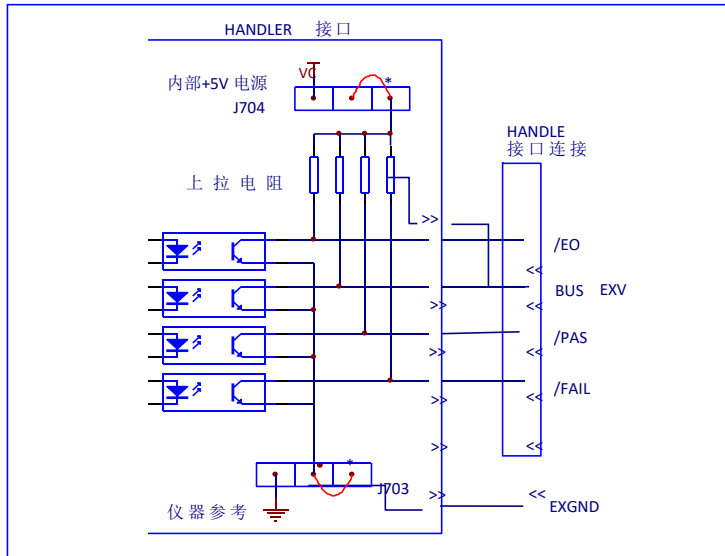 HANDLER 接口
VC
内部+5V 电源
*
J704
HANDLE
接口连接
上拉电阻
>>
/EO
<<
BUS EXV
>>
<<
/PAS
>>
<<
/FAIL
>>
<<
>>
<<
*
J703
>>
<<
仪器参考
EXGND